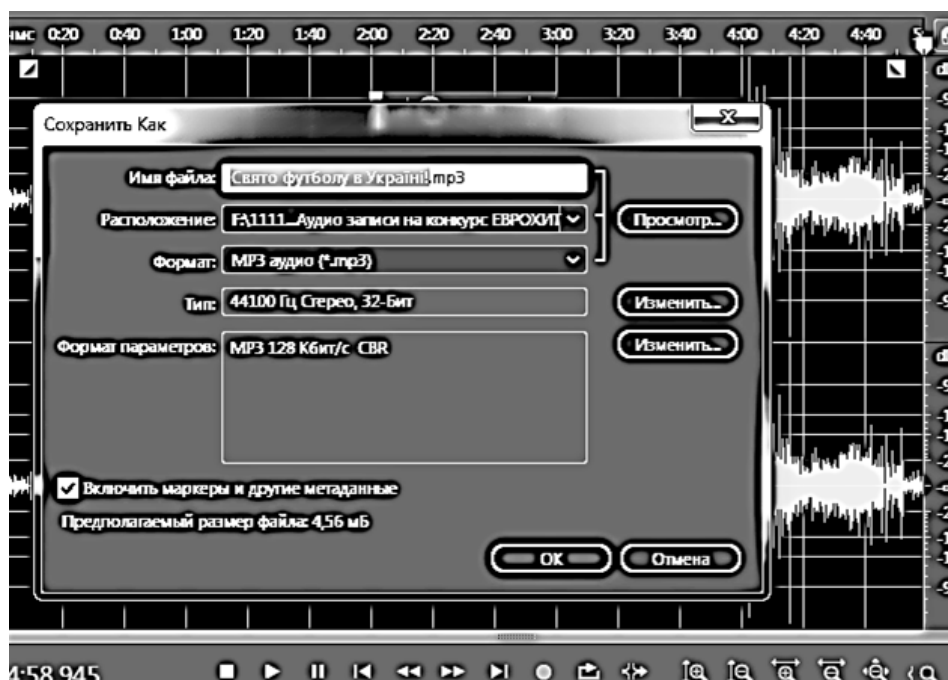 чмс 0:20 0:40 1:00 1:20 1:40 2:00 2:20 2:40 3:00 3:20 3:40 4:00 4:20 4:40
Сохранить Как
Имя файла: Свято футболу в Україні!.mp3
Расположение: F:\1111...Аудио записи на конкурс ЕВРОХИТ Просмотр...
Формат: MP3 аудио (*.mp3)
Тип: 44100 Гц Стерео, 32-Бит Изменить...
Формат параметров: MP3 128 Кбит/с CBR Изменить...
Включить маркеры и другие метаданные
Предполагаемый размер файла: 4,56 мБ
OK Отмена
4:58.945